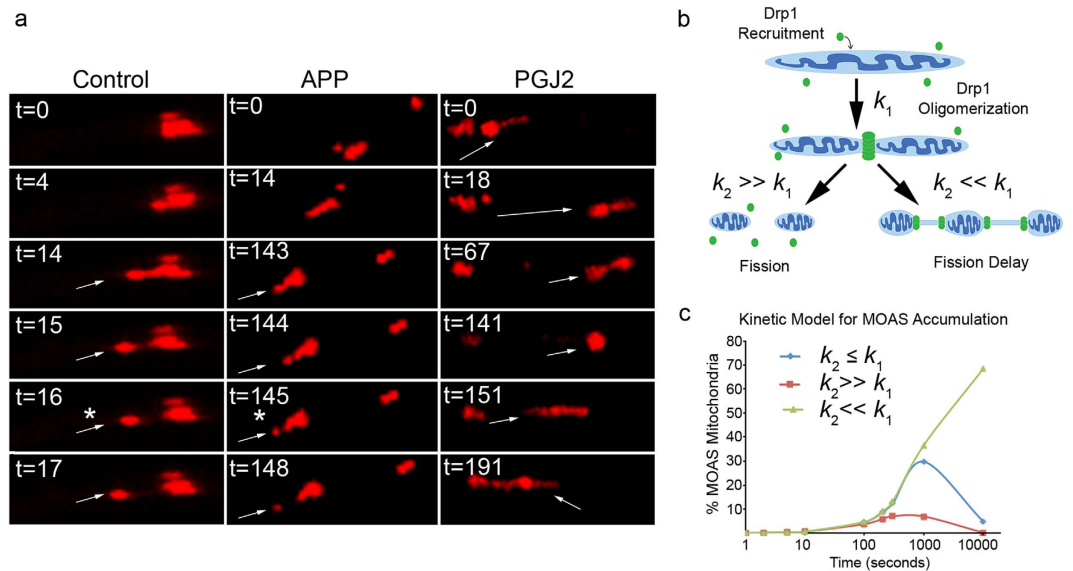 a
Control
APP
PGJ2
t=0
t=0
t=0
t=4
t=14
t=18
t=14
t=143
t=67
t=15
t=144
t=141
t=16
t=145
t=151
*
*
t=17
t=148
t=191
b
Drp1
Recruitment
k1
Drp1
Oligomerization
k2 >> k1
k2 << k1
Fission
Fission Delay
c
Kinetic Model for MOAS Accumulation
% MOAS Mitochondria
80
70
60
50
40
30
20
10
k2 ≤ k1
k2>> k1
k2<< k1
1
10
100
1000
10000
Time (seconds)